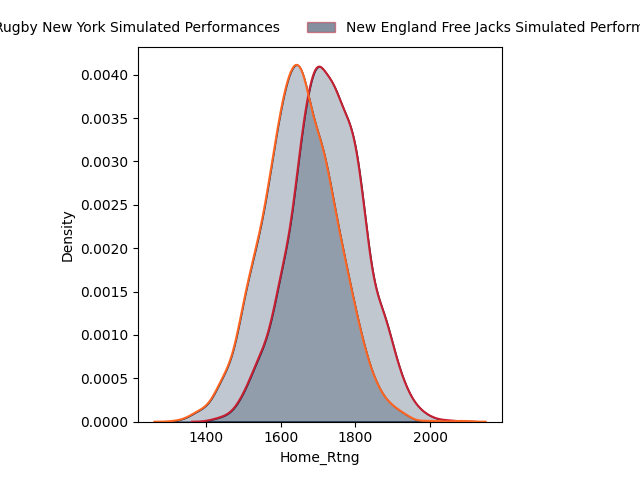 Rugby New York Simulated Performances
New England Free Jacks Simulated Perform
0.0040
0.0035
0.0030
0.0025
0.0020
0.0015
0.0010
0.0005
0.0000
Density
1400 1600 1800 2000
Home_Rtng